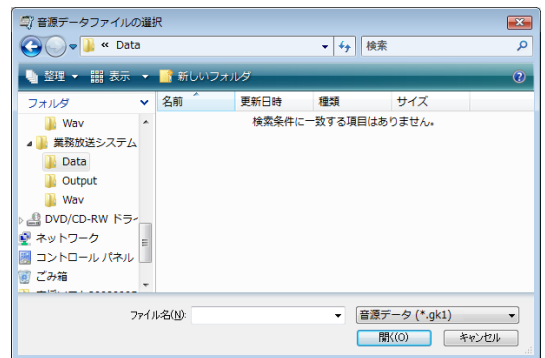 音源データファイルの選択
« Data
検索
整理 表示 新しいフォルダ
フォルダ
名前 更新日時 種類 サイズ
検索条件に一致する項目はありません。
Wav
業務放送システム
Data
Output
Wav
DVD/CD-RW ドラ
ネットワーク
コントロール パネル
ごみ箱
ファイル名(N):
音源データ (*.gk1)
開く(O) キャンセル